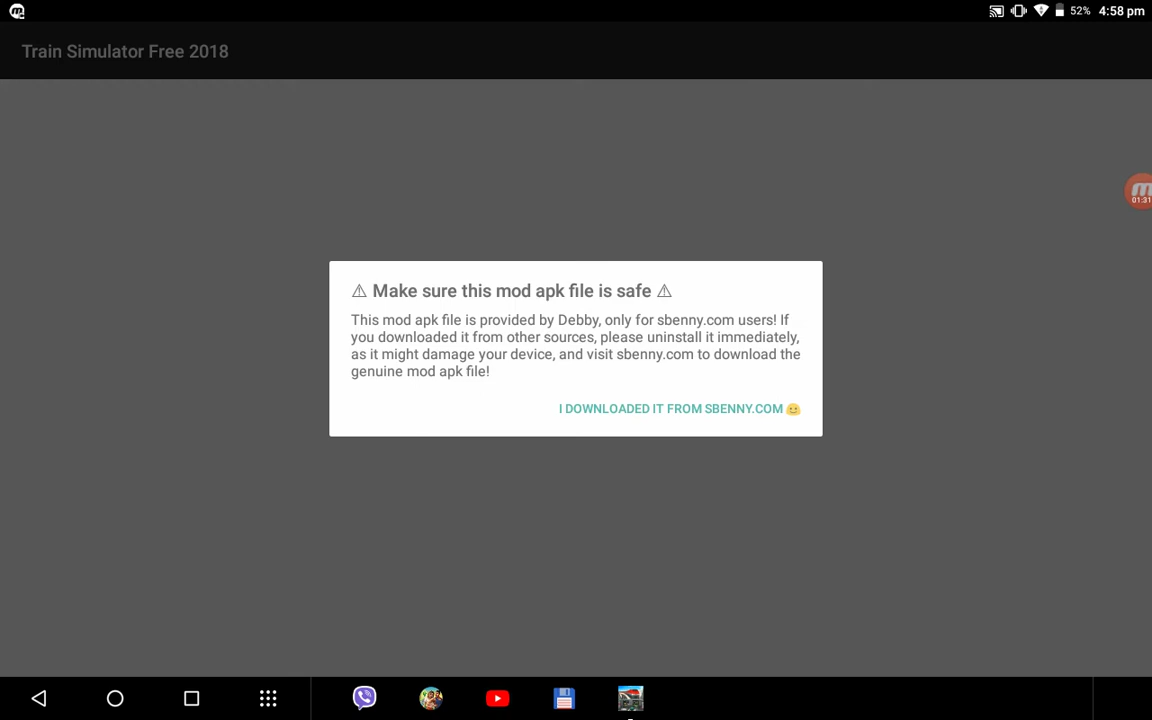 52% 4:58 pm
Train Simulator Free 2018
01:31
⚠ Make sure this mod apk file is safe ⚠
This mod apk file is provided by Debby, only for sbenny.com users! If
you downloaded it from other sources, please uninstall it immediately,
as it might damage your device, and visit sbenny.com to download the
genuine mod apk file!
I DOWNLOADED IT FROM SBENNY.COM 😊